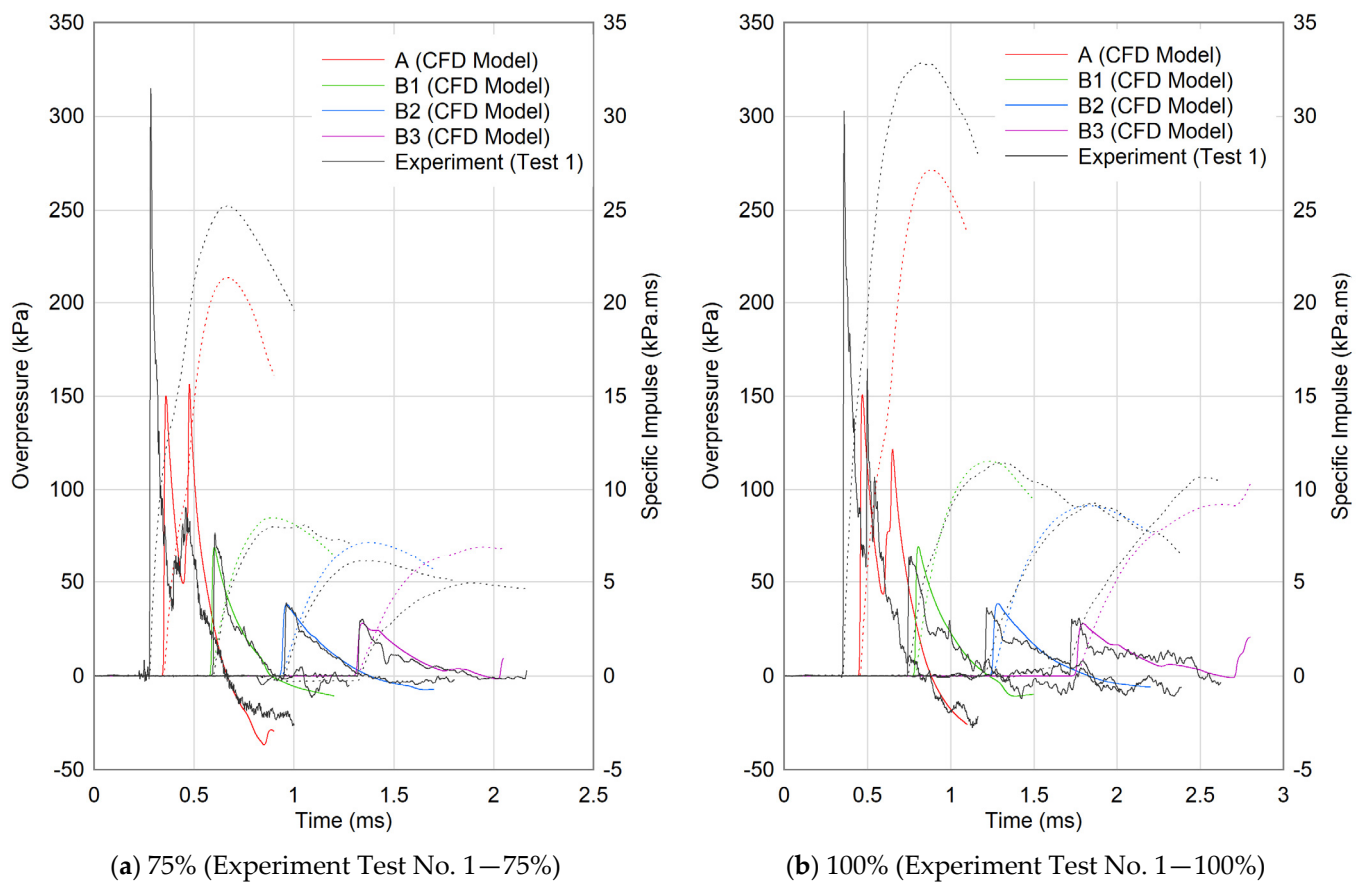 350
300
250
200
150
100
50
0
-50
Overpressure (kPa)
35
30
25
20
15
10
5
0
-5
Specific Impulse (kPa.ms)
A (CFD Model)
B1 (CFD Model)
B2 (CFD Model)
B3 (CFD Model)
Experiment (Test 1)
0 0.5 1 1.5 2 2.5
Time (ms)
(a) 75% (Experiment Test No. 1—75%)
350
300
250
200
150
100
50
0
-50
Overpressure (kPa)
35
30
25
20
15
10
5
0
-5
Specific Impulse (kPa.ms)
A (CFD Model)
B1 (CFD Model)
B2 (CFD Model)
B3 (CFD Model)
Experiment (Test 1)
0 0.5 1 1.5 2 2.5 3
Time (ms)
(b) 100% (Experiment Test No. 1—100%)